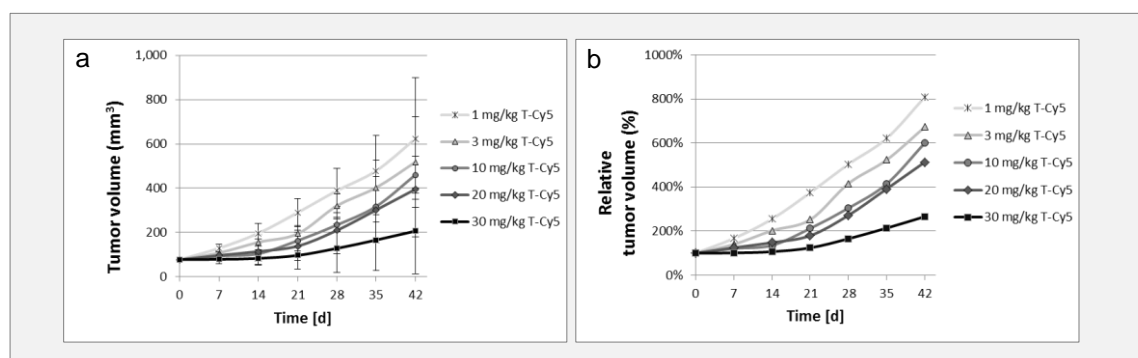 a
Tumor volume (mm³)
1,000
800
600
400
200
0
0 7 14 21 28 35 42
Time [d]
1 mg/kg T-Cy5
3 mg/kg T-Cy5
10 mg/kg T-Cy5
20 mg/kg T-Cy5
30 mg/kg T-Cy5
b
Relative
tumor volume (%)
1000%
800%
600%
400%
200%
0%
0 7 14 21 28 35 42
Time [d]
1 mg/kg T-Cy5
3 mg/kg T-Cy5
10 mg/kg T-Cy5
20 mg/kg T-Cy5
30 mg/kg T-Cy5